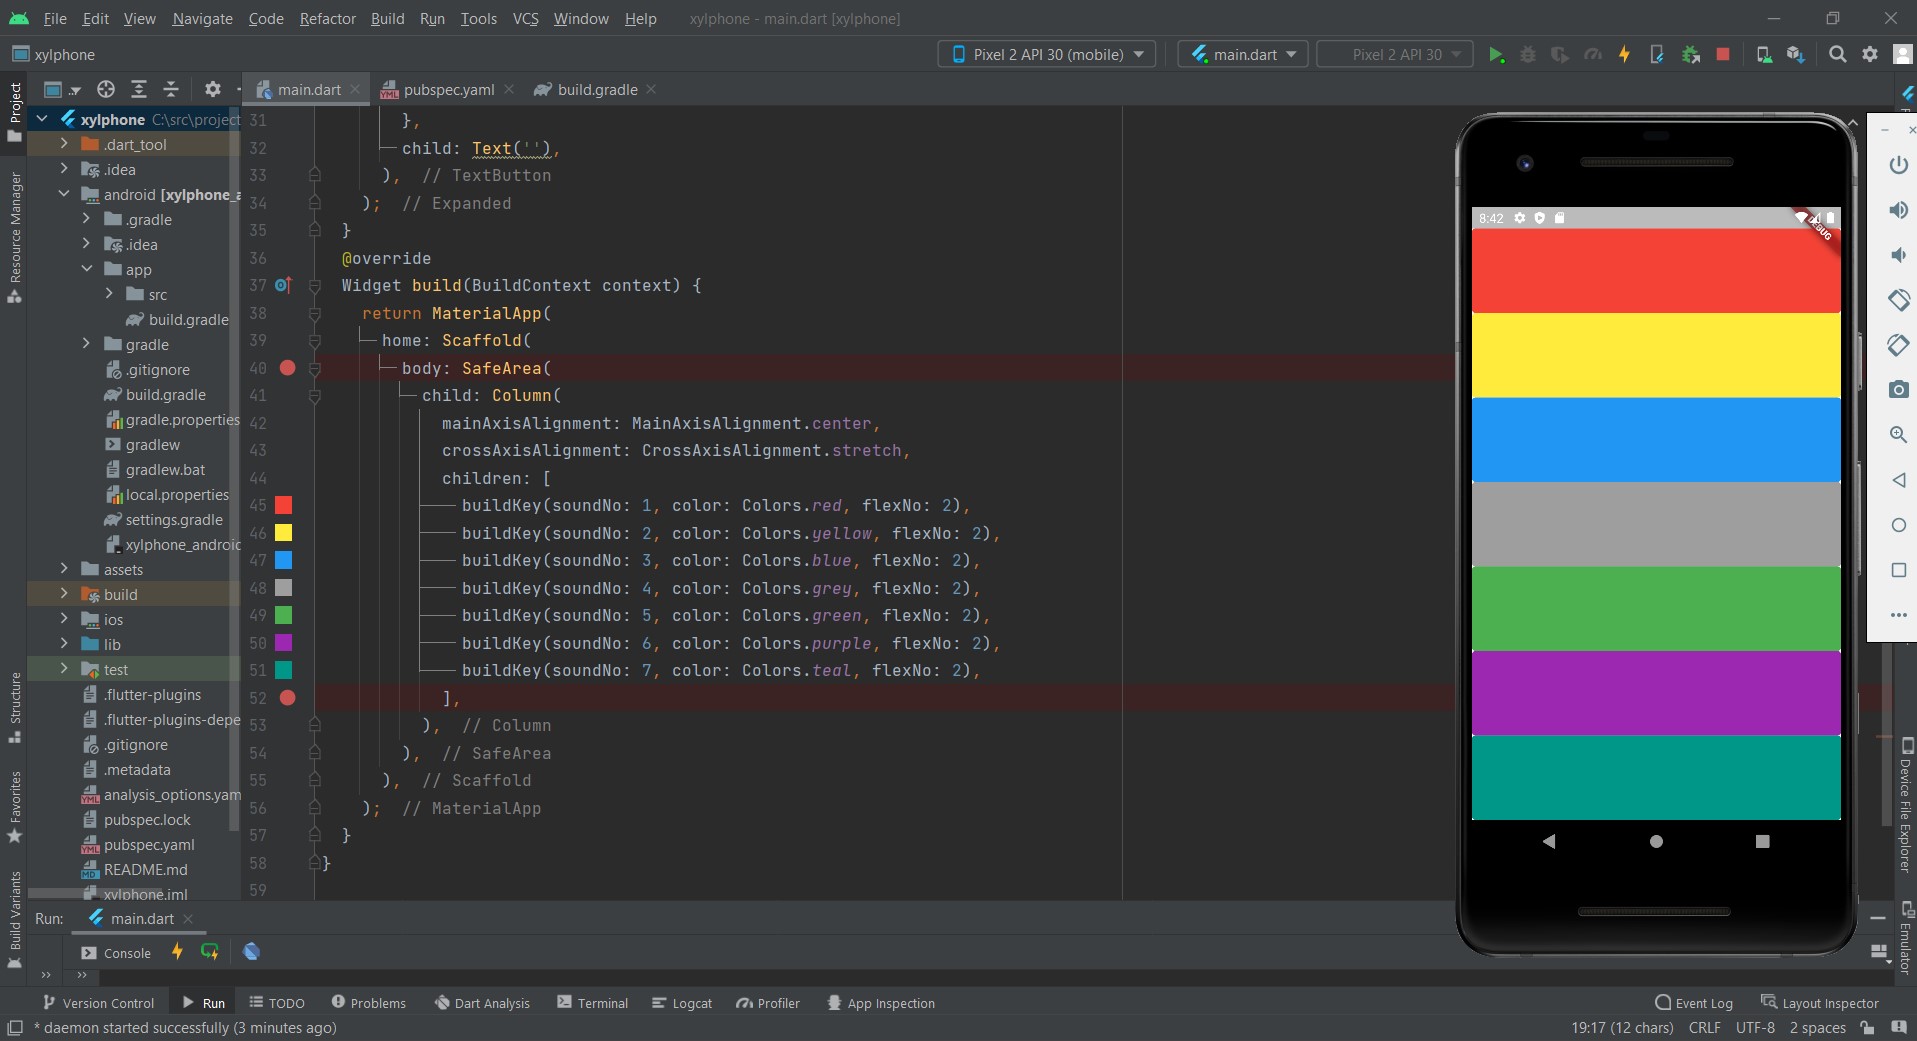 File Edit View Navigate Code Refactor Build Run Tools VCS Window Help xylphone - main.dart [xylphone]
xylphone Pixel 2 API 30 (mobile) main.dart Pixel 2 API 30
main.dart pubspec.yaml build.gradle
Project
Resource Manager
Structure
Favorites
Build Variants
xylphone C:\src\project
.dart_tool
.idea
android [xylphone_a
.gradle
.idea
app
src
build.gradle
gradle
.gitignore
build.gradle
gradle.properties
gradlew
gradlew.bat
local.properties
settings.gradle
xylphone_androic
assets
build
ios
lib
test
.flutter-plugins
.flutter-plugins-depe
.gitignore
.metadata
analysis_options.yam
pubspec.lock
pubspec.yaml
README.md
xylphone.iml
31 },
32 child: Text(''),
33 ), // TextButton
34 ); // Expanded
35 }
36 @override
37 Widget build(BuildContext context) {
38 return MaterialApp(
39 home: Scaffold(
40 body: SafeArea(
41 child: Column(
42 mainAxisAlignment: MainAxisAlignment.center,
43 crossAxisAlignment: CrossAxisAlignment.stretch,
44 children: [
45 buildKey(soundNo: 1, color: Colors.red, flexNo: 2),
46 buildKey(soundNo: 2, color: Colors.yellow, flexNo: 2),
47 buildKey(soundNo: 3, color: Colors.blue, flexNo: 2),
48 buildKey(soundNo: 4, color: Colors.grey, flexNo: 2),
49 buildKey(soundNo: 5, color: Colors.green, flexNo: 2),
50 buildKey(soundNo: 6, color: Colors.purple, flexNo: 2),
51 buildKey(soundNo: 7, color: Colors.teal, flexNo: 2),
52 ],
53 ), // Column
54 ), // SafeArea
55 ), // Scaffold
56 ); // MaterialApp
57 }
58 }
59
8:42
DEBUG
Device File Explorer
Emulator
Run: main.dart
Console
Version Control Run TODO Problems Dart Analysis Terminal Logcat Profiler App Inspection Event Log Layout Inspector
* daemon started successfully (3 minutes ago) 19:17 (12 chars) CRLF UTF-8 2 spaces